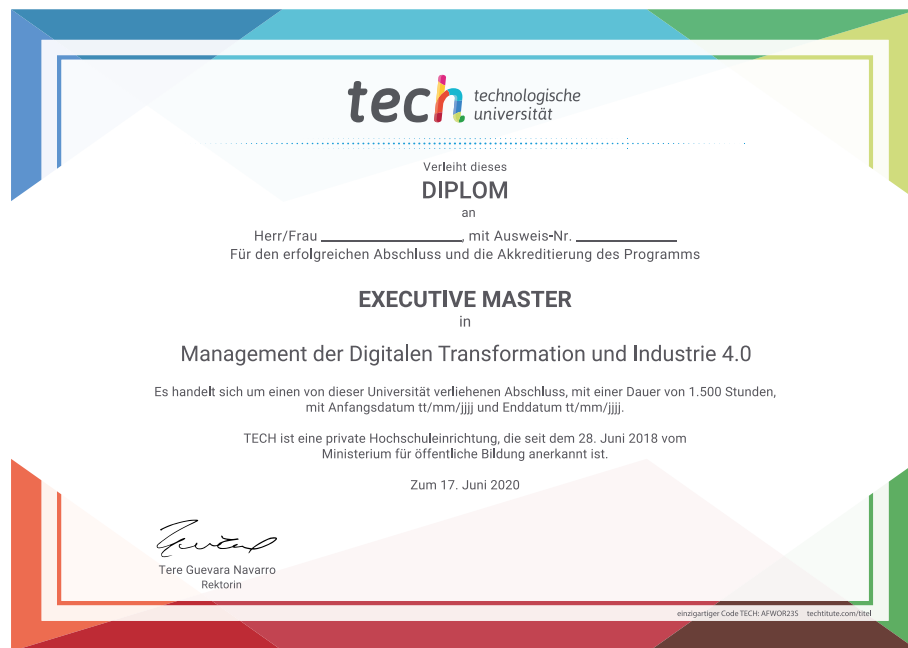 tech technologische
universität
Verleiht dieses
DIPLOM
an
Herr/Frau ____________________, mit Ausweis-Nr. ______________
Für den erfolgreichen Abschluss und die Akkreditierung des Programms
EXECUTIVE MASTER
in
Management der Digitalen Transformation und Industrie 4.0
Es handelt sich um einen von dieser Universität verliehenen Abschluss, mit einer Dauer von 1.500 Stunden,
mit Anfangsdatum tt/mm/jjjj und Enddatum tt/mm/jjjj.
TECH ist eine private Hochschuleinrichtung, die seit dem 28. Juni 2018 vom
Ministerium für öffentliche Bildung anerkannt ist.
Zum 17. Juni 2020
Tere Guevara Navarro
Rektorin
einzigartiger Code TECH: AFWOR23S techtitute.com/titel